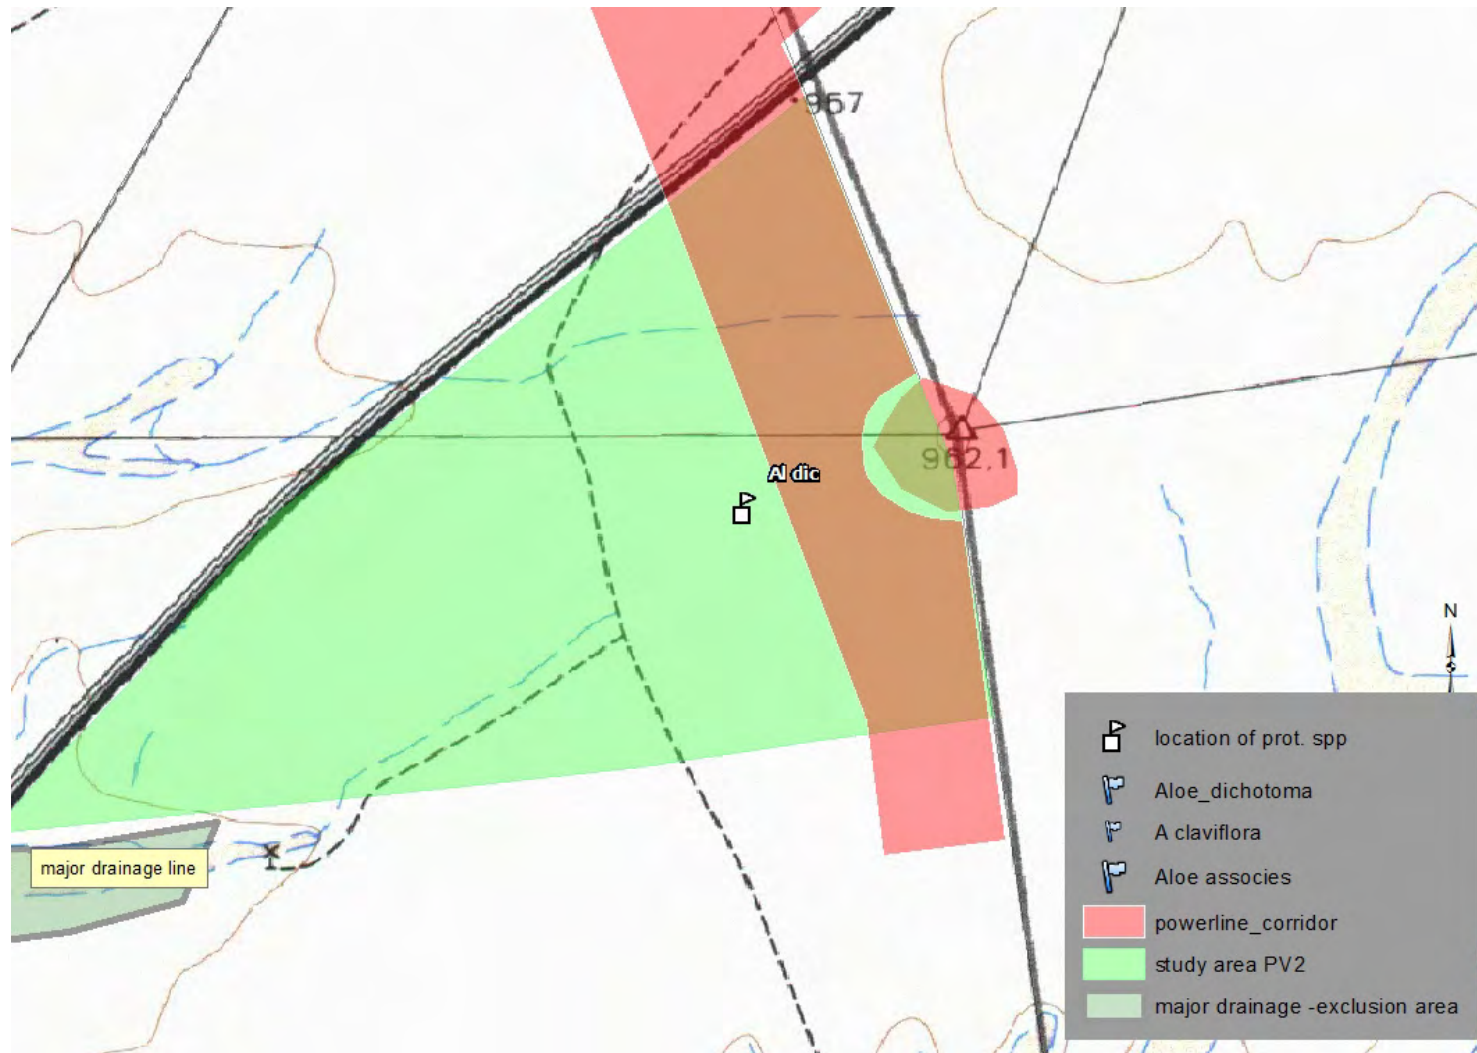 967
962,1
Al dic
major drainage line
N
location of prot. spp
Aloe_dichotoma
A claviflora
Aloe associes
powerline_corridor
study area PV2
major drainage -exclusion area